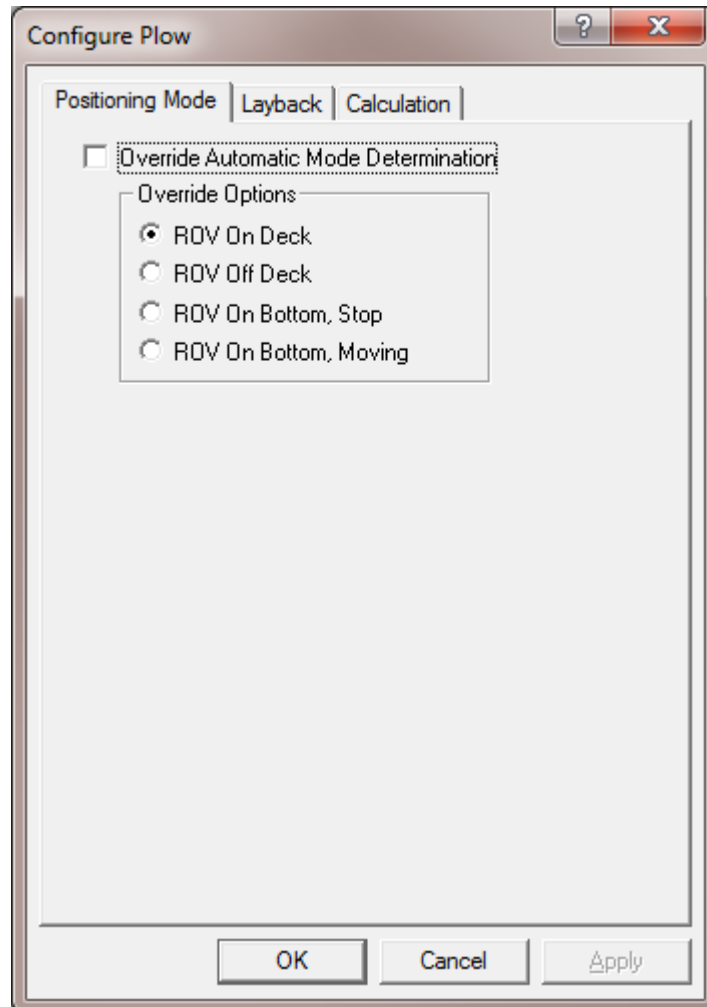 Configure Plow
Positioning Mode Layback Calculation
Override Automatic Mode Determination
Override Options
ROV On Deck
ROV Off Deck
ROV On Bottom, Stop
ROV On Bottom, Moving
OK Cancel Apply